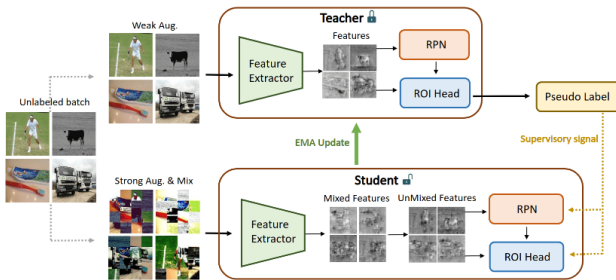 Weak Aug.
Teacher
Features
Feature
Extractor
RPN
ROI Head
Pseudo Label
Unlabeled batch
EMA Update
Supervisory signal
Strong Aug. & Mix
Student
Mixed Features
UnMixed Features
Feature
Extractor
RPN
ROI Head